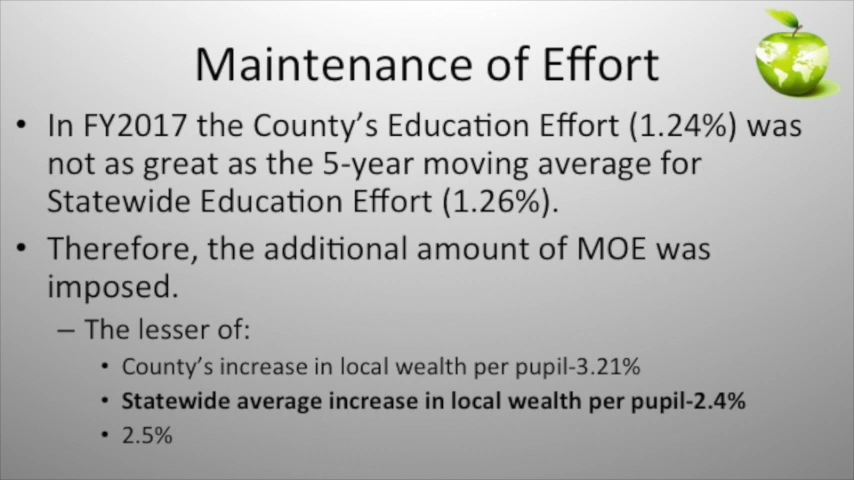 Maintenance of Effort
• In FY2017 the County's Education Effort (1.24%) was
not as great as the 5-year moving average for
Statewide Education Effort (1.26%).
• Therefore, the additional amount of MOE was
imposed.
– The lesser of:
• County's increase in local wealth per pupil-3.21%
• Statewide average increase in local wealth per pupil-2.4%
• 2.5%